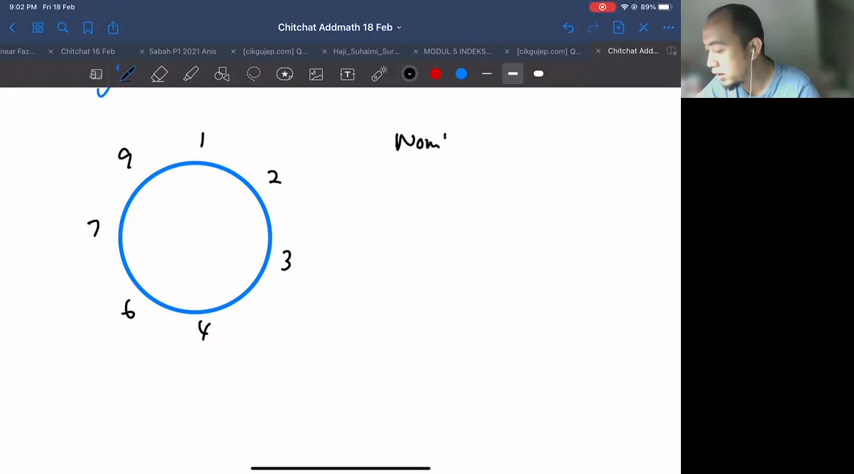 9:02 PM Fri 18 Feb
89%
Chitchat Addmath 18 Feb
near Faz...
Chitchat 16 Feb
Sabah P1 2021 Anis
[cikgujep.com] Q...
Haji_Suhaimi_Sur...
MODUL 5 INDEKS...
[cikgujep.com] Q...
Chitchat Addm...
1
Nom
9
2
7
3
6
4